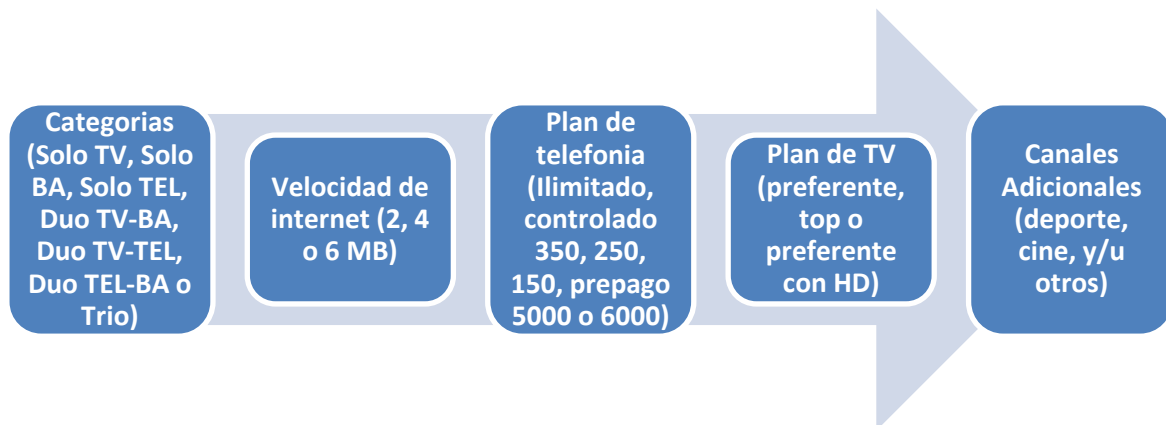 Categorias
(Solo TV, Solo
BA, Solo TEL,
Duo TV-BA,
Duo TV-TEL,
Duo TEL-BA o
Trio)
Velocidad de
internet (2, 4
o 6 MB)
Plan de
telefonia
(Ilimitado,
controlado
350, 250,
150, prepago
5000 o 6000)
Plan de TV
(preferente,
top o
preferente
con HD)
Canales
Adicionales
(deporte,
cine, y/u
otros)